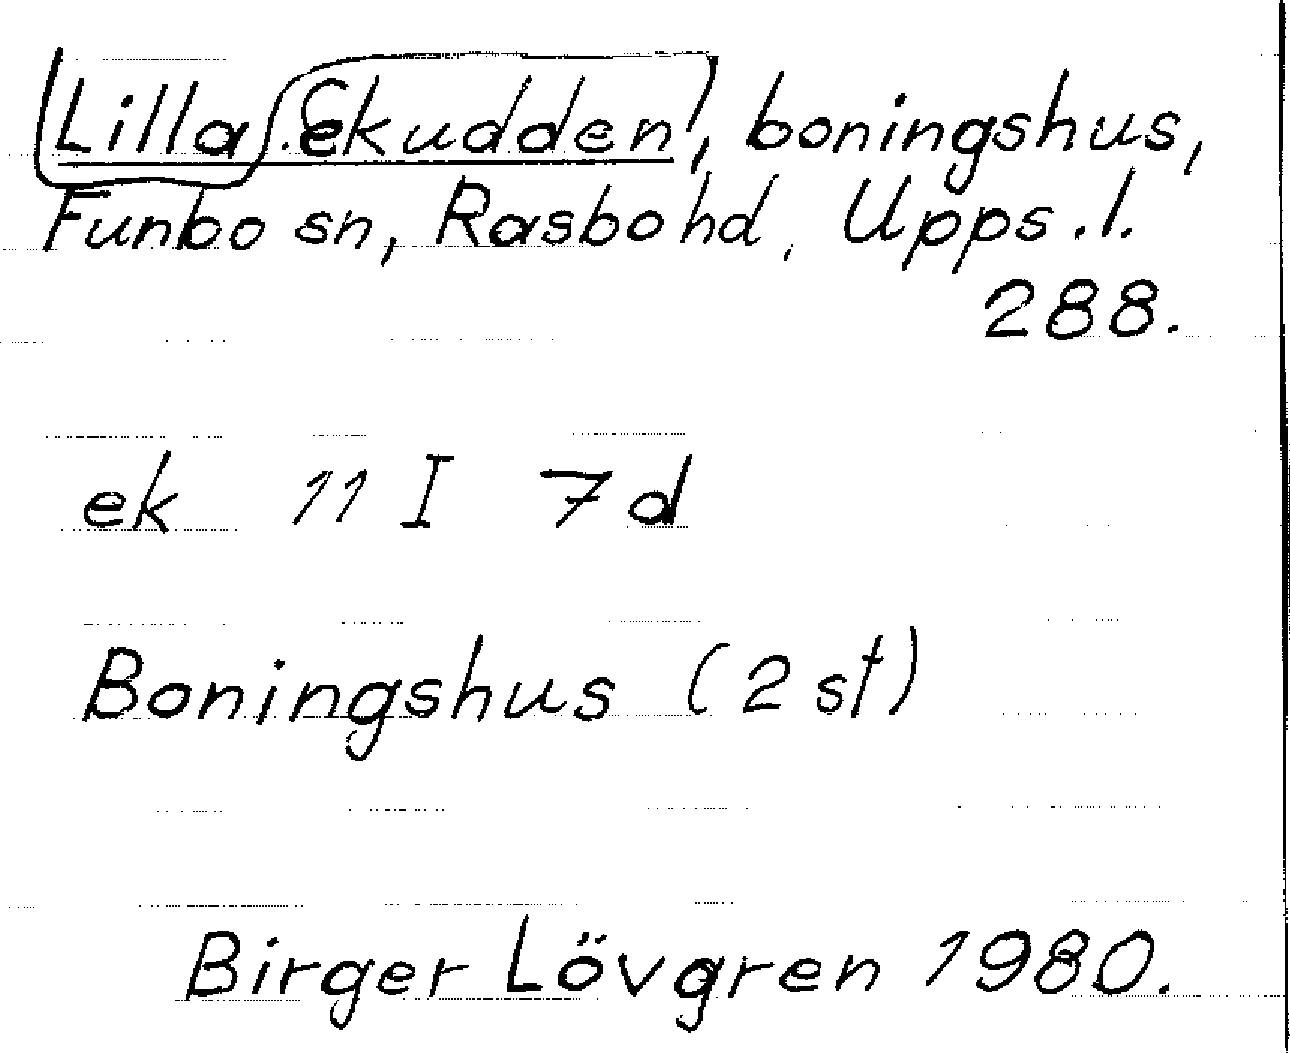 Lilla Ekudden, boningshus,
Funbo sn, Rasbo hd, Upps. l.
288.
ek 11 I 7d
Boningshus (2 st)
Birger Lövgren 1980.